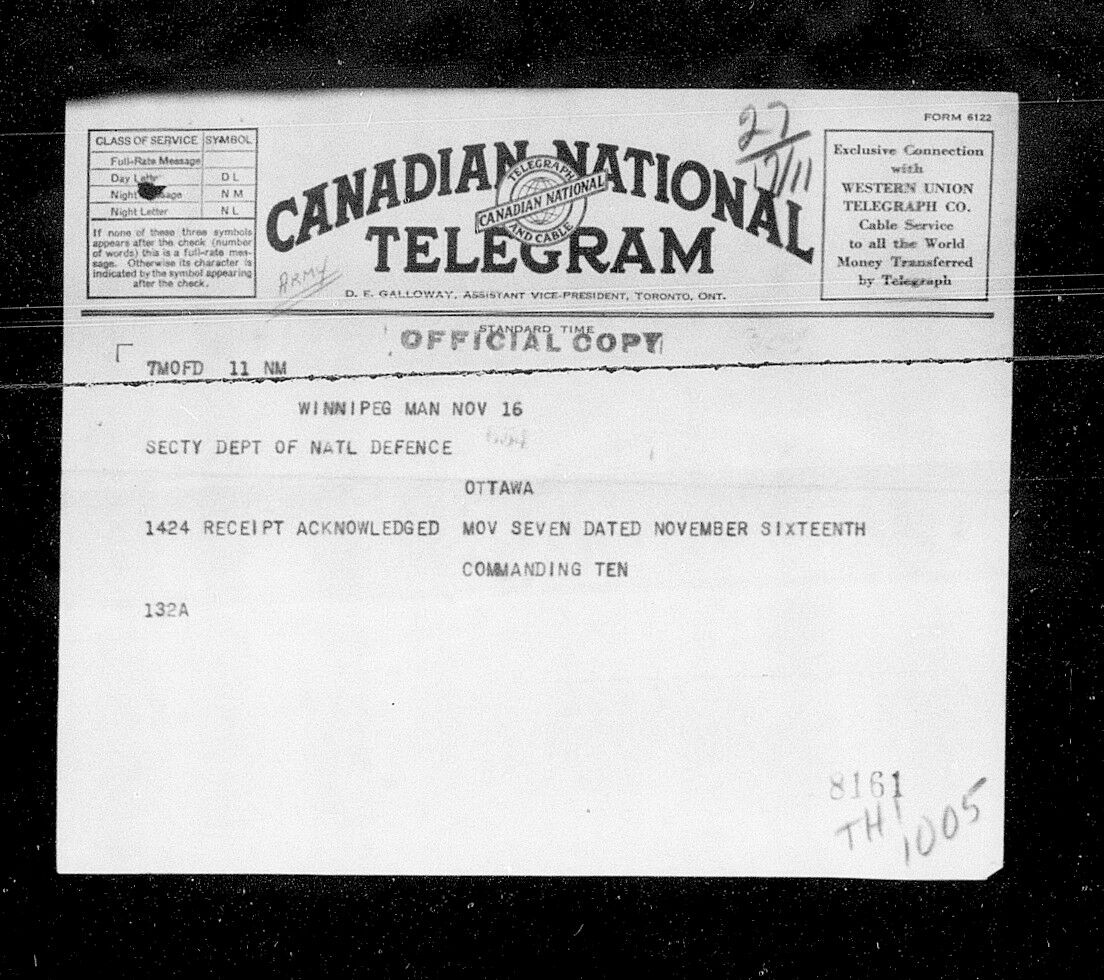 FORM 6122
CLASS OF SERVICE SYMBOL
Full-Rate Message
Day Letter D L
Night Message N M
Night Letter N L
If none of these three symbols
appears after the check (number
of words) this is a full-rate mes-
sage. Otherwise its character is
indicated by the symbol appearing
after the check.
CANADIAN NATIONAL
TELEGRAPH
CANADIAN NATIONAL
AND CABLE
TELEGRAM
D. E. GALLOWAY, ASSISTANT VICE-PRESIDENT, TORONTO, ONT.
27
17/11
Exclusive Connection
with
WESTERN UNION
TELEGRAPH CO.
Cable Service
to all the World
Money Transferred
by Telegraph
ARMY
STANDARD TIME
OFFICIAL COPY
7MOFD 11 NM
WINNIPEG MAN NOV 16
SECTY DEPT OF NATL DEFENCE
OTTAWA
1424 RECEIPT ACKNOWLEDGED MOV SEVEN DATED NOVEMBER SIXTEENTH
COMMANDING TEN
132A
8161
TH 1005